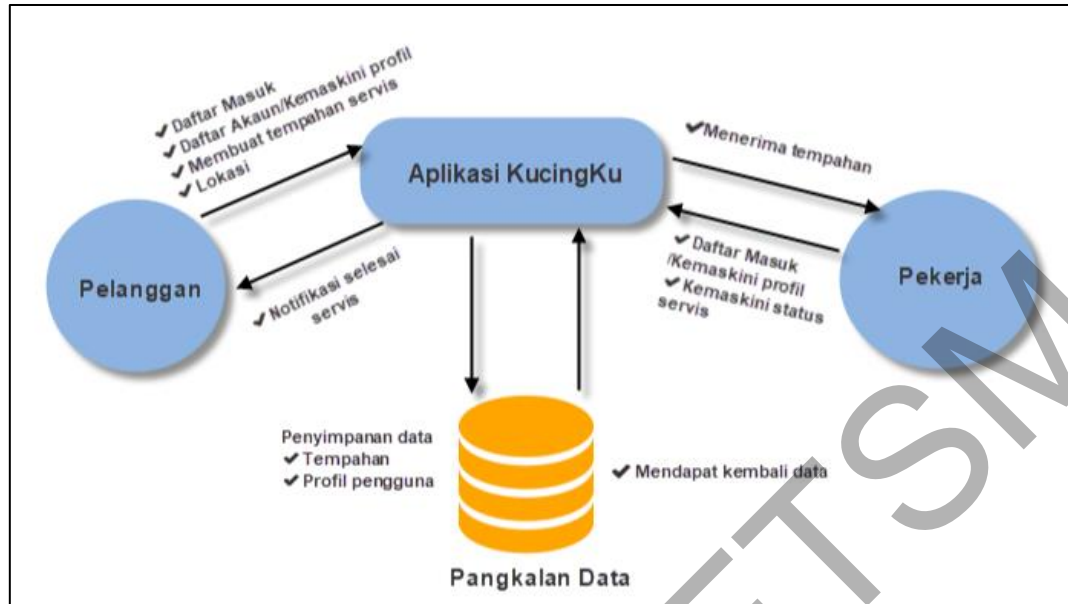 ✔Daftar Masuk
✔Daftar Akaun/Kemaskini profil
✔Membuat tempahan servis
✔Lokasi
Aplikasi KucingKu
✔Menerima tempahan
Pelanggan
✔Notifikasi selesai
servis
✔Daftar Masuk
/Kemaskini profil
✔Kemaskini status
servis
Pekerja
Penyimpanan data
✔Tempahan
✔Profil pengguna
✔Mendapat kembali data
Pangkalan Data
FTSM